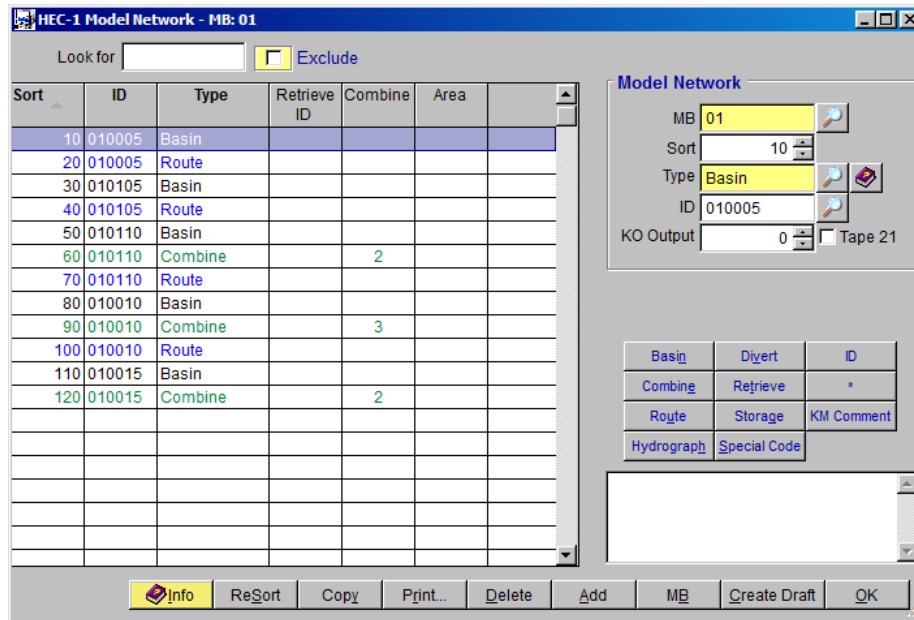 HEC-1 Model Network - MB: 01
Look for Exclude
Sort ID Type Retrieve ID Combine Area
10 010005 Basin
20 010005 Route
30 010105 Basin
40 010105 Route
50 010110 Basin
60 010110 Combine 2
70 010110 Route
80 010010 Basin
90 010010 Combine 3
100 010010 Route
110 010015 Basin
120 010015 Combine 2
Model Network
MB 01
Sort 10
Type Basin
ID 010005
KO Output 0 Tape 21
Basin Divert ID
Combine Retrieve *
Route Storage KM Comment
Hydrograph Special Code
Info ReSort Copy Print... Delete Add MB Create Draft OK